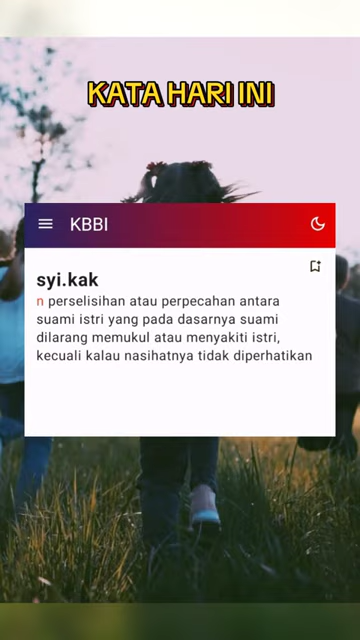 KATA HARI INI
KBBI
syi.kak
n perselisihan atau perpecahan antara
suami istri yang pada dasarnya suami
dilarang memukul atau menyakiti istri,
kecuali kalau nasihatnya tidak diperhatikan